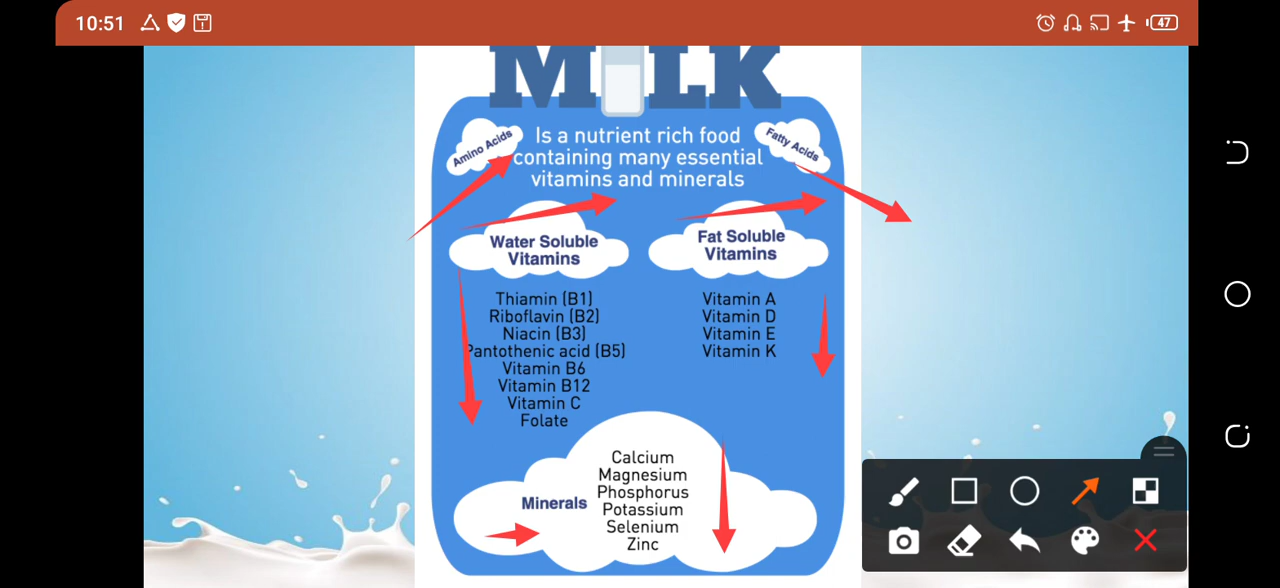 10:51
47
MILK
Amino Acids
Fatty Acids
Is a nutrient rich food
containing many essential
vitamins and minerals
Water Soluble
Vitamins
Thiamin (B1)
Riboflavin (B2)
Niacin (B3)
Pantothenic acid (B5)
Vitamin B6
Vitamin B12
Vitamin C
Folate
Fat Soluble
Vitamins
Vitamin A
Vitamin D
Vitamin E
Vitamin K
Minerals
Calcium
Magnesium
Phosphorus
Potassium
Selenium
Zinc